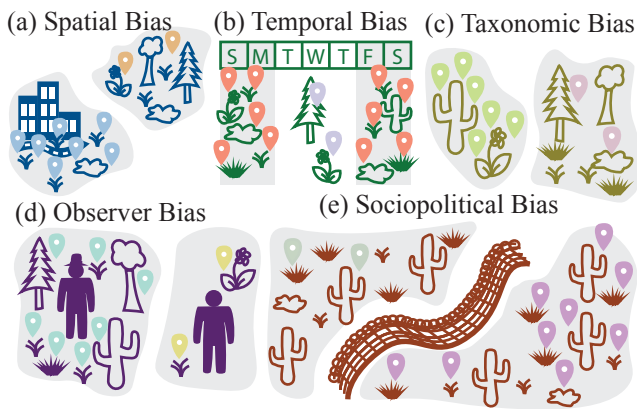 (a) Spatial Bias
(b) Temporal Bias
S M T W T F S
(c) Taxonomic Bias
(d) Observer Bias
(e) Sociopolitical Bias